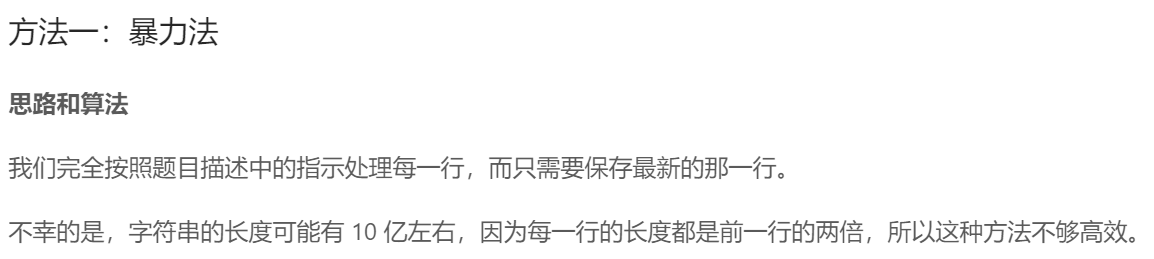 方法一：暴力法
思路和算法
我们完全按照题目描述中的指示处理每一行，而只需要保存最新的那一行。
不幸的是，字符串的长度可能有 10 亿左右，因为每一行的长度都是前一行的两倍，所以这种方法不够高效。